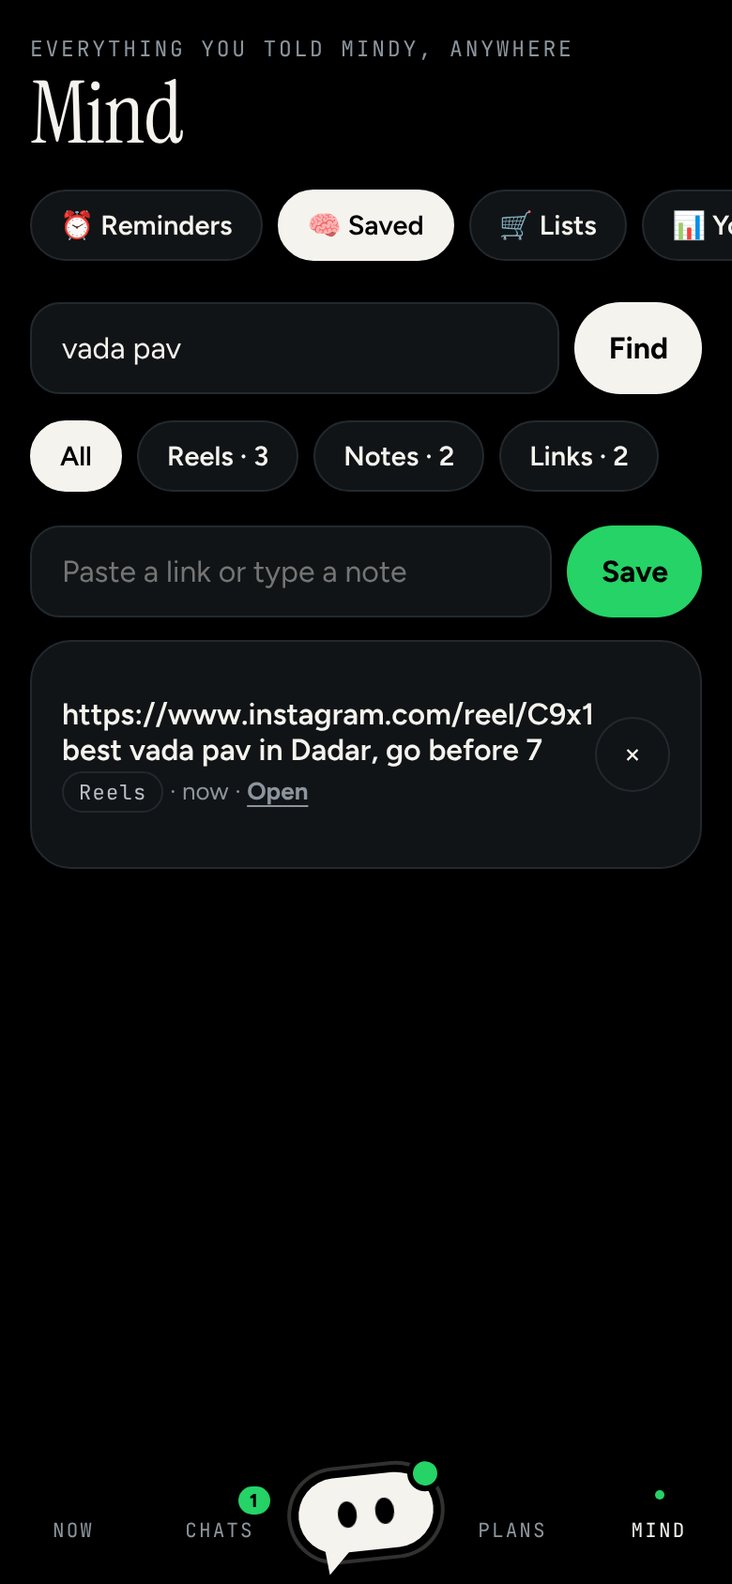 EVERYTHING YOU TOLD MINDY, ANYWHERE
Mind
⏰ Reminders
🧠 Saved
🛒 Lists
📊 Yo
vada pav
Find
All
Reels · 3
Notes · 2
Links · 2
Paste a link or type a note
Save
https://www.instagram.com/reel/C9x1
best vada pav in Dadar, go before 7
×
Reels · now · Open
1
NOW
CHATS
PLANS
MIND